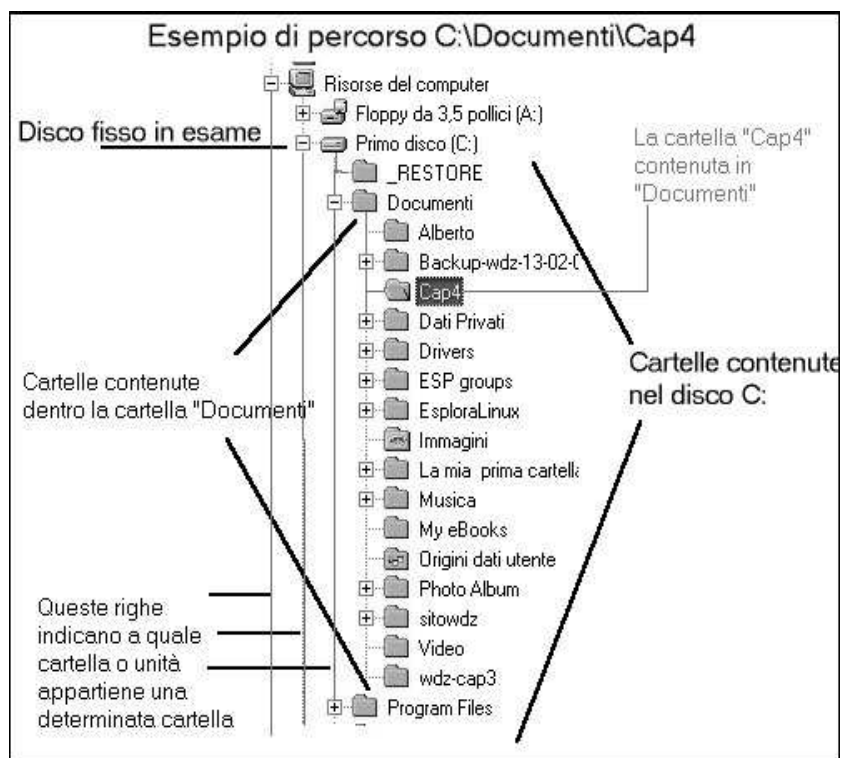 Esempio di percorso C:\Documenti\Cap4
Risorse del computer
Floppy da 3,5 pollici (A:)
Disco fisso in esame
Primo disco (C:)
La cartella "Cap4"
contenuta in
"Documenti"
_RESTORE
Documenti
Alberto
Backup-wdz-13-02-0
Cap4
Dati Privati
Drivers
Cartelle contenute
nel disco C:
Cartelle contenute
dentro la cartella "Documenti"
ESP groups
EsploraLinux
Immagini
La mia prima cartella
Musica
My eBooks
Origini dati utente
Photo Album
sitowdz
Video
wdz-cap3
Program Files
Queste righe
indicano a quale
cartella o unità
appartiene una
determinata cartella